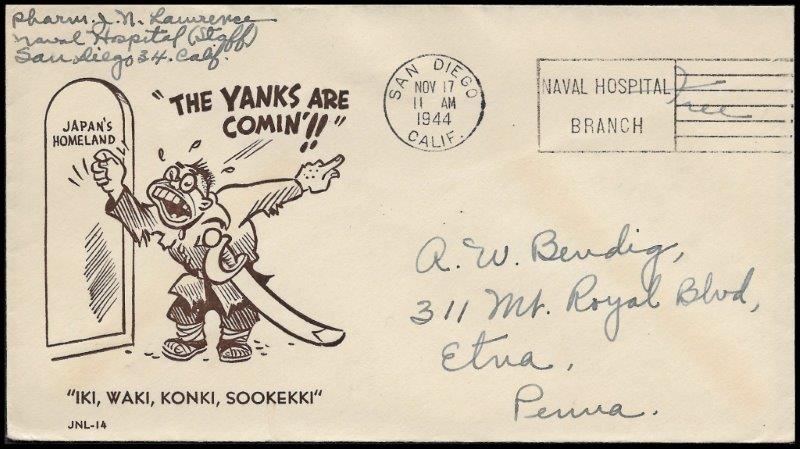 Pharm. J. N. Lawrence
Naval Hospital (Staff)
San Diego 34. Calif.
"THE YANKS ARE
COMIN'!!"
JAPAN'S
HOMELAND
SAN DIEGO
NOV 17
11 AM
1944
CALIF.
NAVAL HOSPITAL
BRANCH
Free
A. W. Bendig,
311 Mt. Royal Blvd,
Etna,
Penna.
"IKI, WAKI, KONKI, SOOKEKKI"
JNL-14